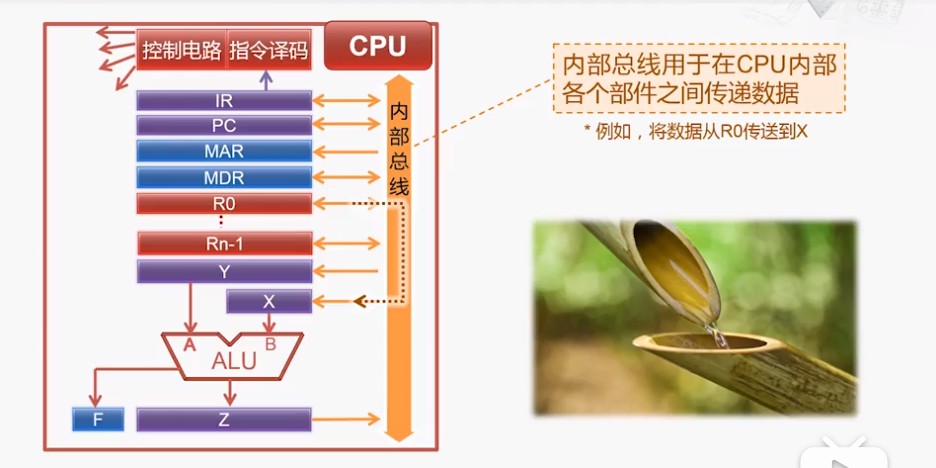 控制电路 指令译码
CPU
IR
PC
MAR
MDR
R0
Rn-1
Y
X
A
B
ALU
F
Z
内部总线
内部总线用于在CPU内部
各个部件之间传递数据
* 例如，将数据从R0传送到X